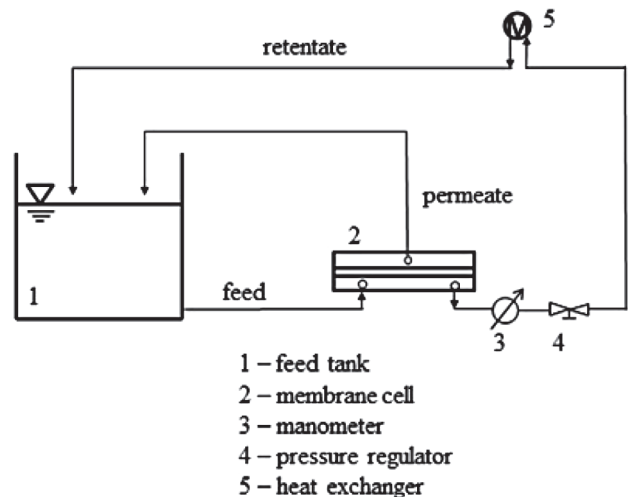 5
retentate
permeate
2
1
feed
3
4
1 – feed tank
2 – membrane cell
3 – manometer
4 – pressure regulator
5 – heat exchanger